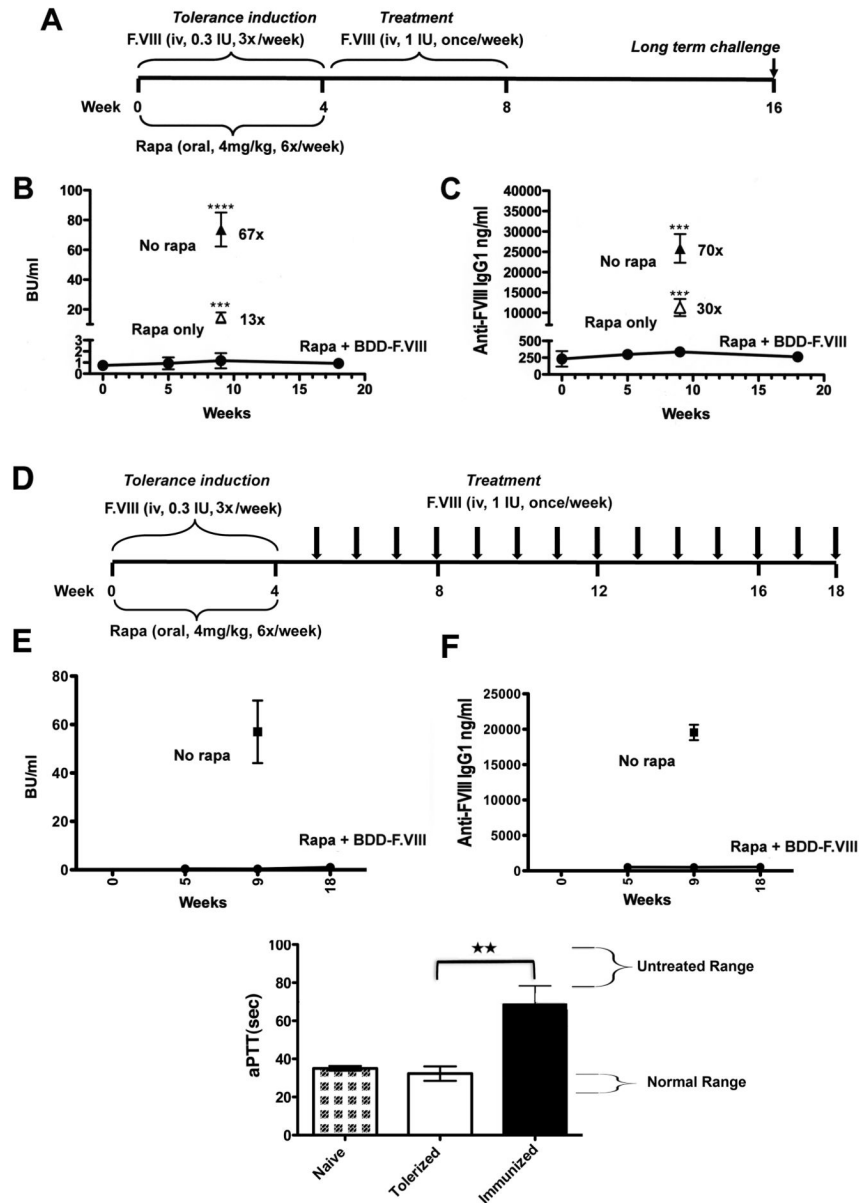 A
Tolerance induction
Treatment
F.VIII (iv, 0.3 IU, 3x/week)
F.VIII (iv, 1 IU, once/week)
Long term challenge
Week 0 4 8 16
Rapa (oral, 4mg/kg, 6x/week)
B
BU/ml
100
80
60
40
20
3
2
1
0
No rapa
****
67x
Rapa only
***
13x
Rapa + BDD-F.VIII
0 5 10 15 20
Weeks
C
Anti-FVIII IgG1 ng/ml
40000
35000
30000
25000
20000
15000
10000
5000
500
250
0
No rapa
***
70x
Rapa only
***
30x
Rapa + BDD-F.VIII
0 5 10 15 20
Weeks
D
Tolerance induction
Treatment
F.VIII (iv, 0.3 IU, 3x/week)
F.VIII (iv, 1 IU, once/week)
Week 0 4 8 12 16 18
Rapa (oral, 4mg/kg, 6x/week)
E
BU/ml
80
60
40
20
0
No rapa
Rapa + BDD-F.VIII
0 5 9 18
Weeks
F
Anti-FVIII IgG1 ng/ml
25000
20000
15000
10000
5000
0
No rapa
Rapa + BDD-F.VIII
0 5 9 18
Weeks
aPTT(sec)
100
80
60
40
20
0
★★
Untreated Range
Normal Range
Naive
Tolerized
Immunized